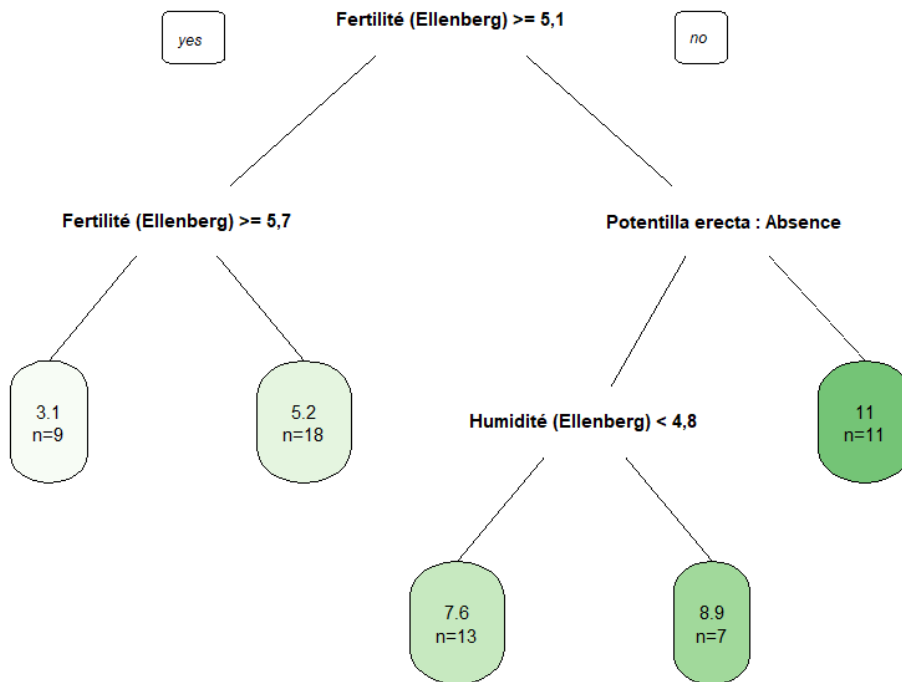 Fertilité (Ellenberg) >= 5,1
yes
no
Fertilité (Ellenberg) >= 5,7
Potentilla erecta : Absence
3.1
n=9
5.2
n=18
Humidité (Ellenberg) < 4,8
11
n=11
7.6
n=13
8.9
n=7